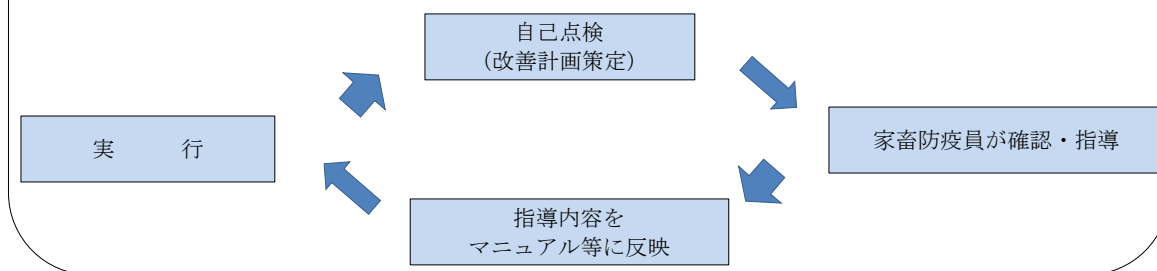 自己点検
(改善計画策定)
実　　　行
家畜防疫員が確認・指導
指導内容を
マニュアル等に反映